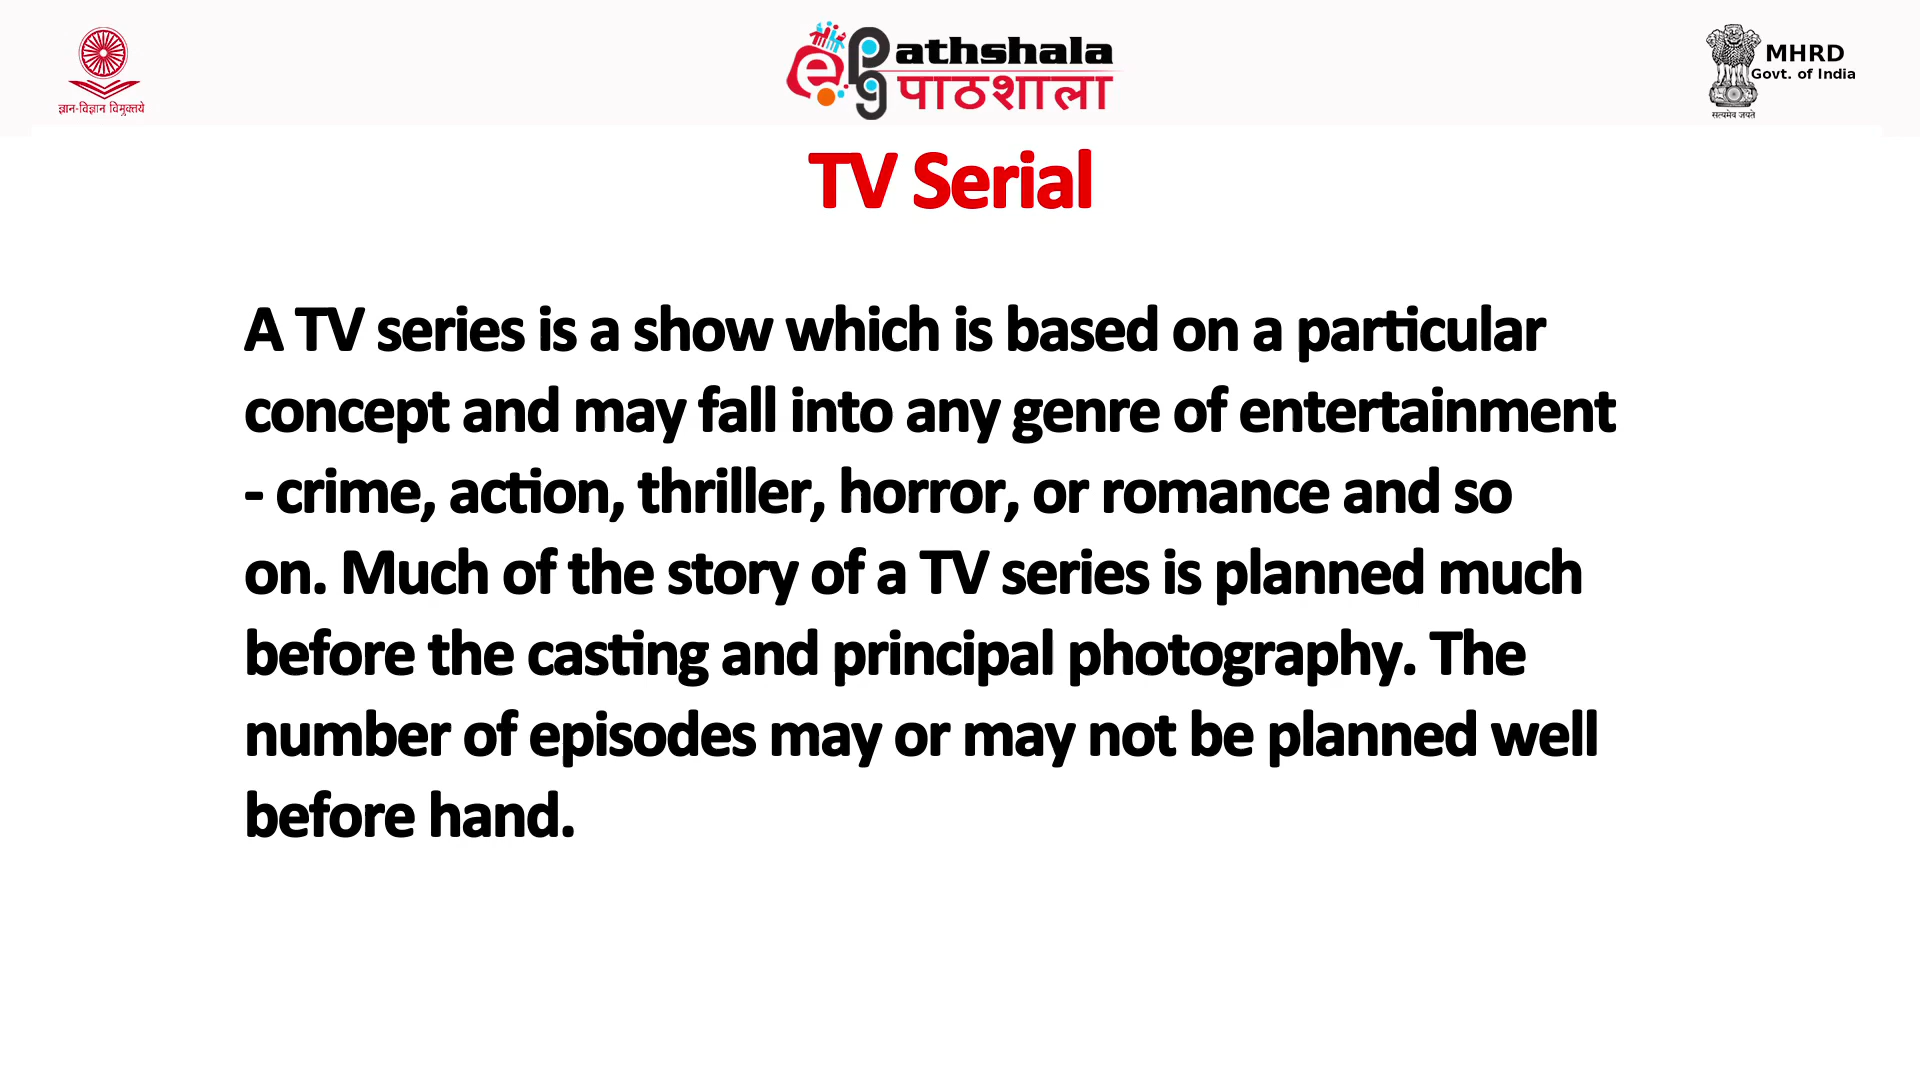 ज्ञान-विज्ञान विमुक्तये
e PG Pathshala
पाठशाला
MHRD
Govt. of India
सत्यमेव जयते
TV Serial
A TV series is a show which is based on a particular
concept and may fall into any genre of entertainment
- crime, action, thriller, horror, or romance and so
on. Much of the story of a TV series is planned much
before the casting and principal photography. The
number of episodes may or may not be planned well
before hand.